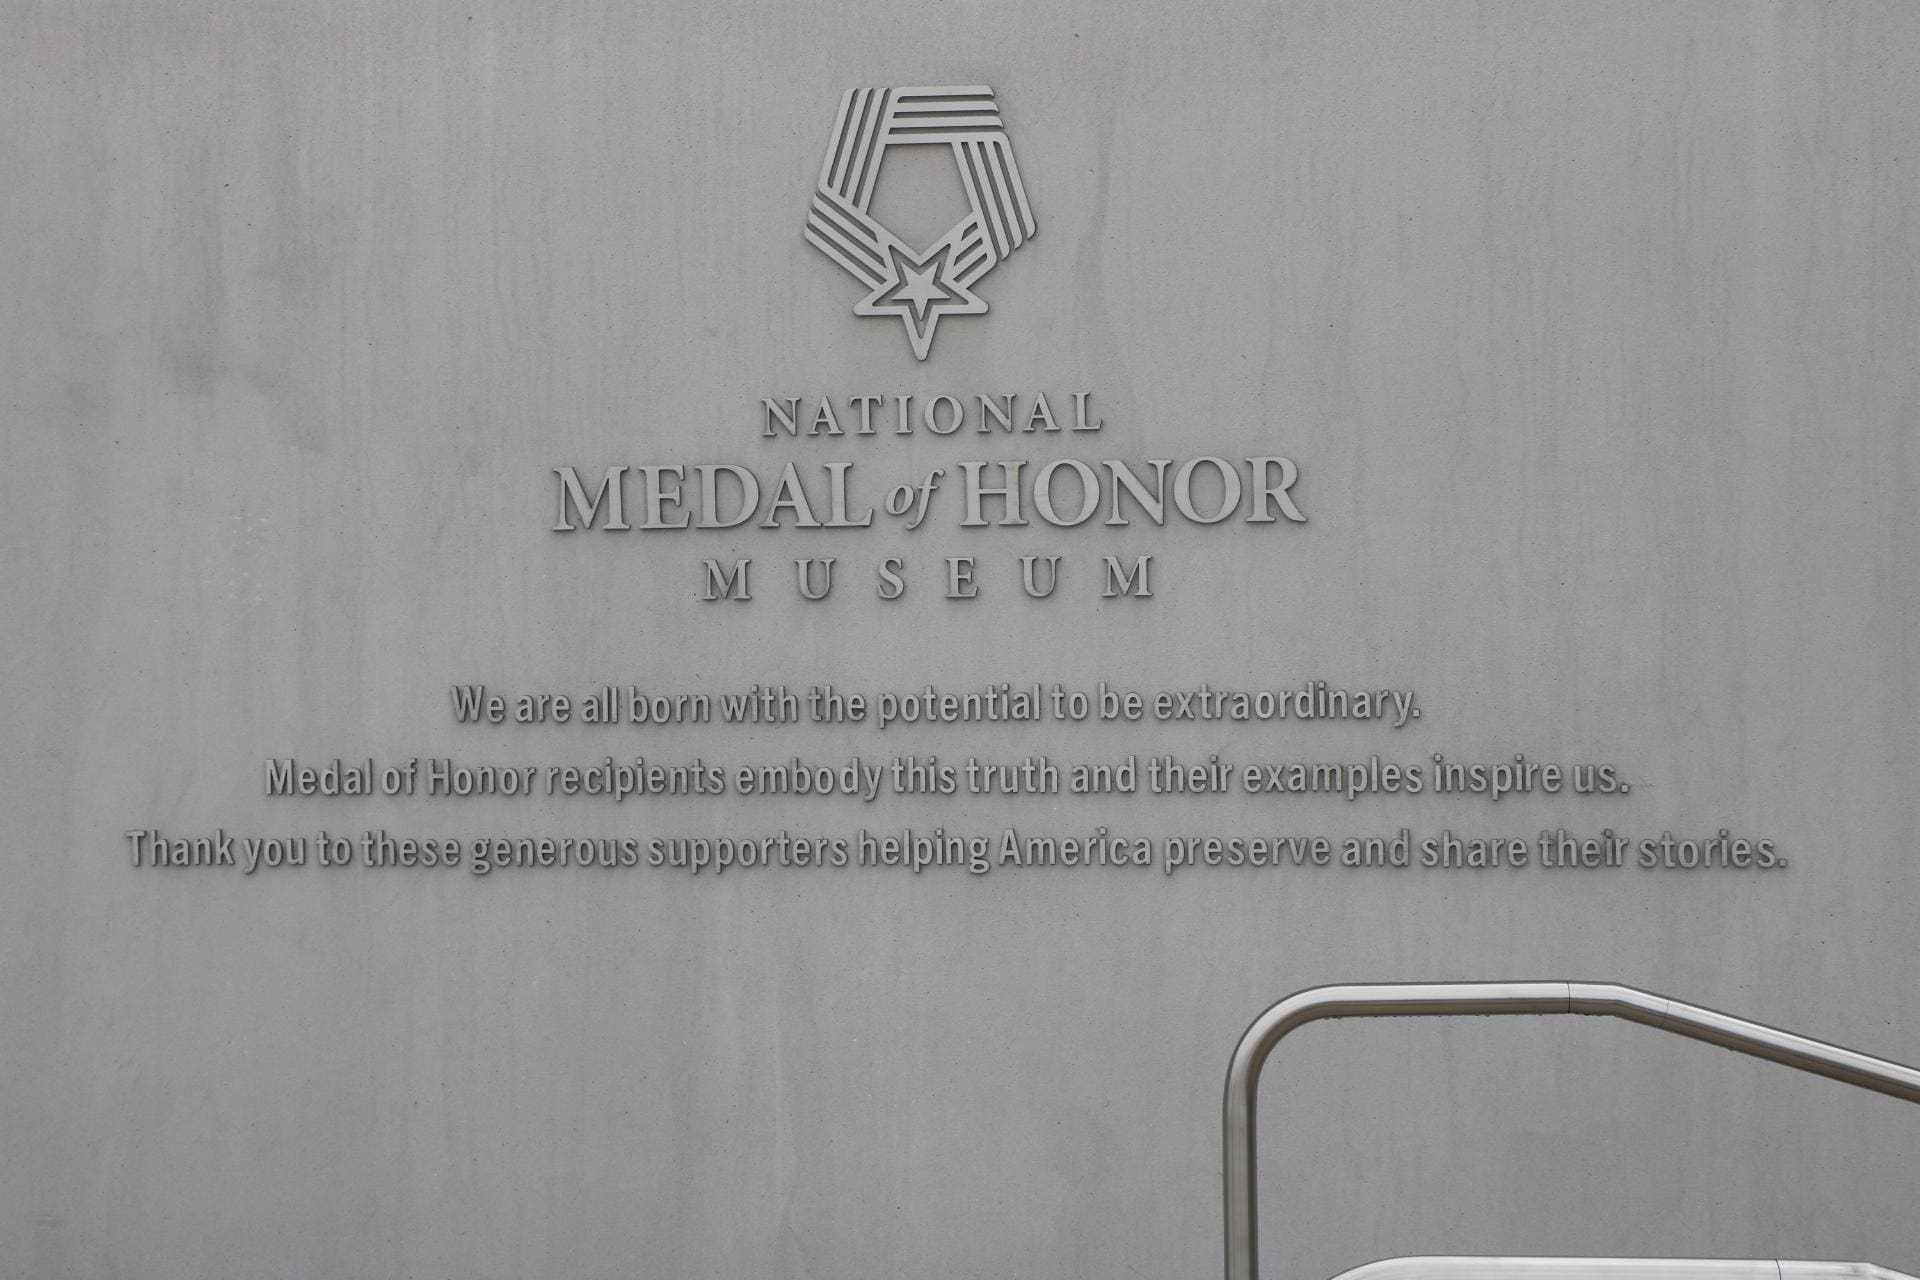 NATIONAL
MEDAL of HONOR
MUSEUM
We are all born with the potential to be extraordinary.
Medal of Honor recipients embody this truth and their examples inspire us.
Thank you to these generous supporters helping America preserve and share their stories.